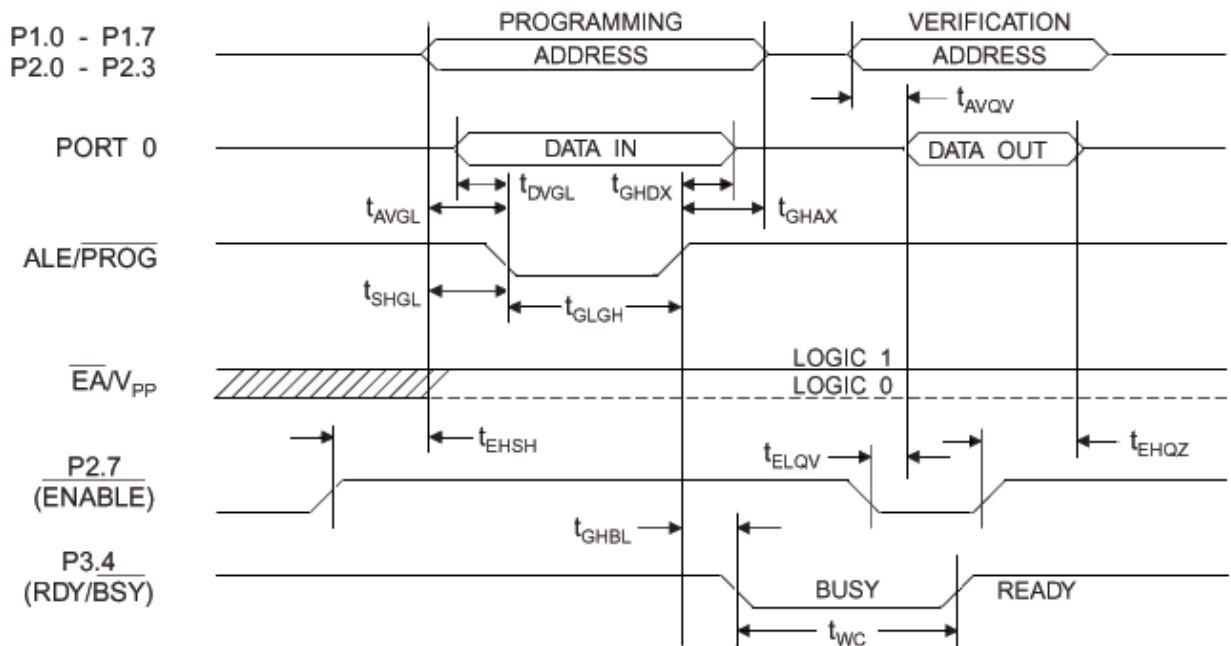 PROGRAMMING VERIFICATION
P1.0 - P1.7
P2.0 - P2.3
ADDRESS ADDRESS
tAVQV
PORT 0
DATA IN DATA OUT
tDVGL tGHDX
tAVGL tGHAX
ALE/PROG
tSHGL tGLGH
LOGIC 1
EA/VPP
LOGIC 0
tEHSH tELQV tEHQZ
P2.7
(ENABLE)
tGHBL
P3.4
(RDY/BSY)
BUSY READY
tWC